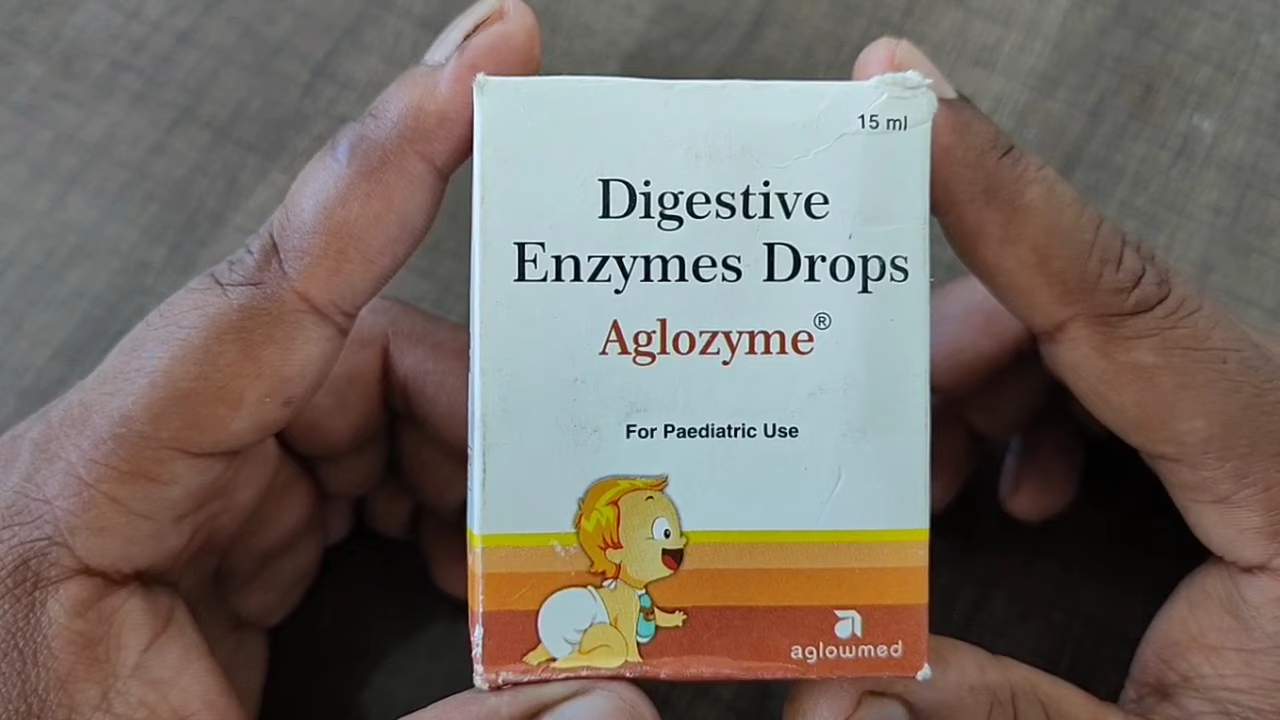 15 ml
Digestive
Enzymes Drops
Aglozyme®
For Paediatric Use
aglowmed